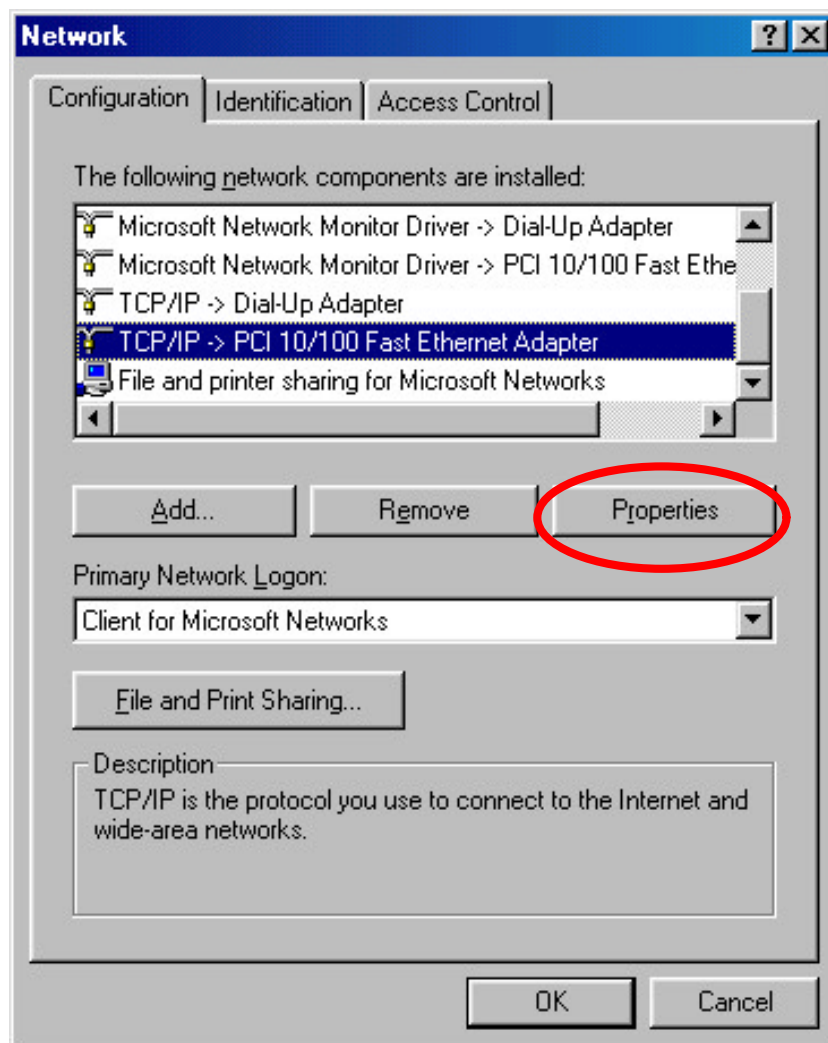 Network
Configuration Identification Access Control
The following network components are installed:
Microsoft Network Monitor Driver -> Dial-Up Adapter
Microsoft Network Monitor Driver -> PCI 10/100 Fast Ethe
TCP/IP -> Dial-Up Adapter
TCP/IP -> PCI 10/100 Fast Ethernet Adapter
File and printer sharing for Microsoft Networks
Add... Remove Properties
Primary Network Logon:
Client for Microsoft Networks
File and Print Sharing...
Description
TCP/IP is the protocol you use to connect to the Internet and
wide-area networks.
OK Cancel